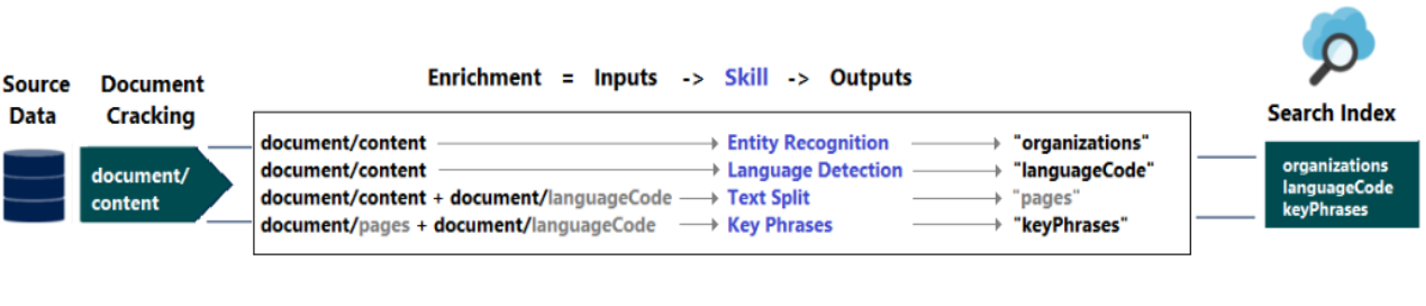 Source
Data
Document
Cracking
document/
content
Enrichment = Inputs -> Skill -> Outputs
document/content Entity Recognition "organizations"
document/content Language Detection "languageCode"
document/content + document/languageCode Text Split "pages"
document/pages + document/languageCode Key Phrases "keyPhrases"
Search Index
organizations
languageCode
keyPhrases